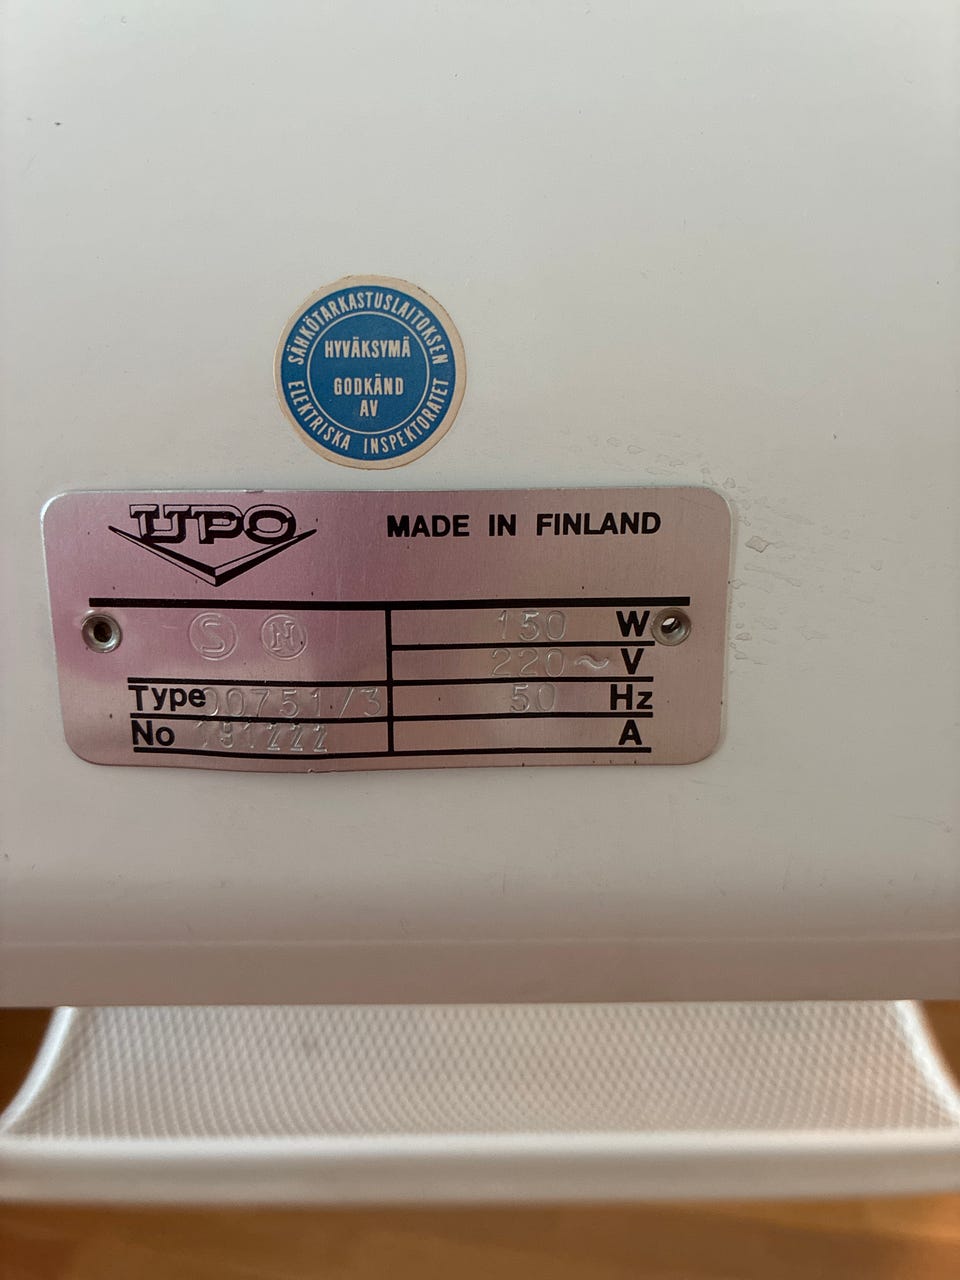 SÄHKÖTARKASTUSLAITOKSEN
HYVÄKSYMÄ
GODKÄND
AV
ELEKTRISKA INSPEKTORATET
UPO
MADE IN FINLAND
S N
150 W
220 ~ V
Type 00751/3
50 Hz
No 191222
A